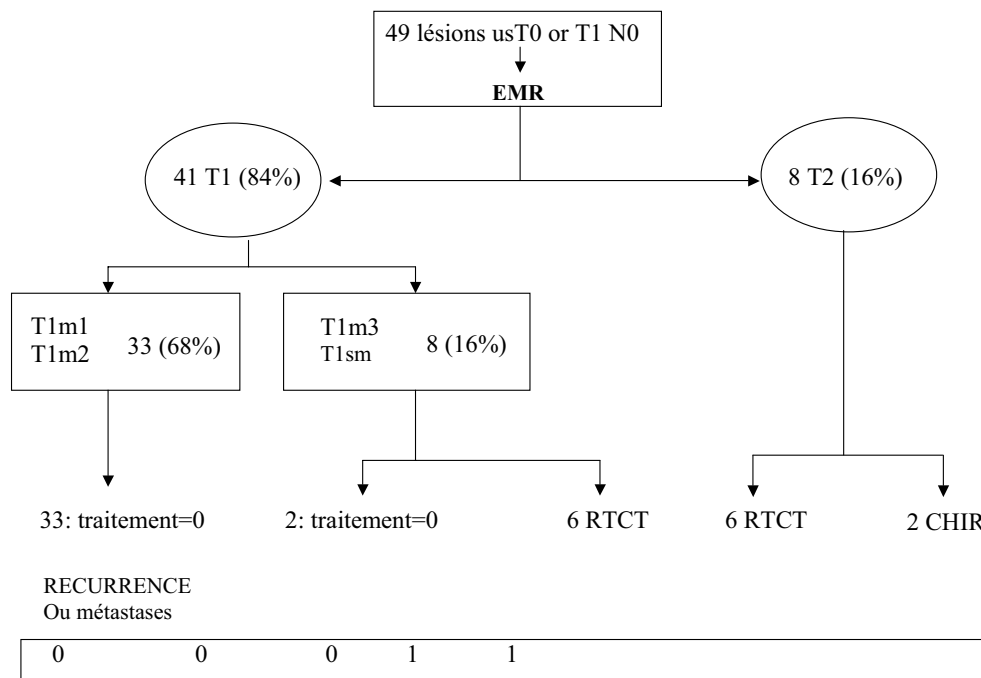 49 lésions usT0 or T1 N0
EMR
41 T1 (84%)
8 T2 (16%)
T1m1
T1m2
33 (68%)
T1m3
T1sm
8 (16%)
33: traitement=0
2: traitement=0
6 RTCT
6 RTCT
2 CHIR
RECURRENCE
Ou métastases
0 0 0 1 1